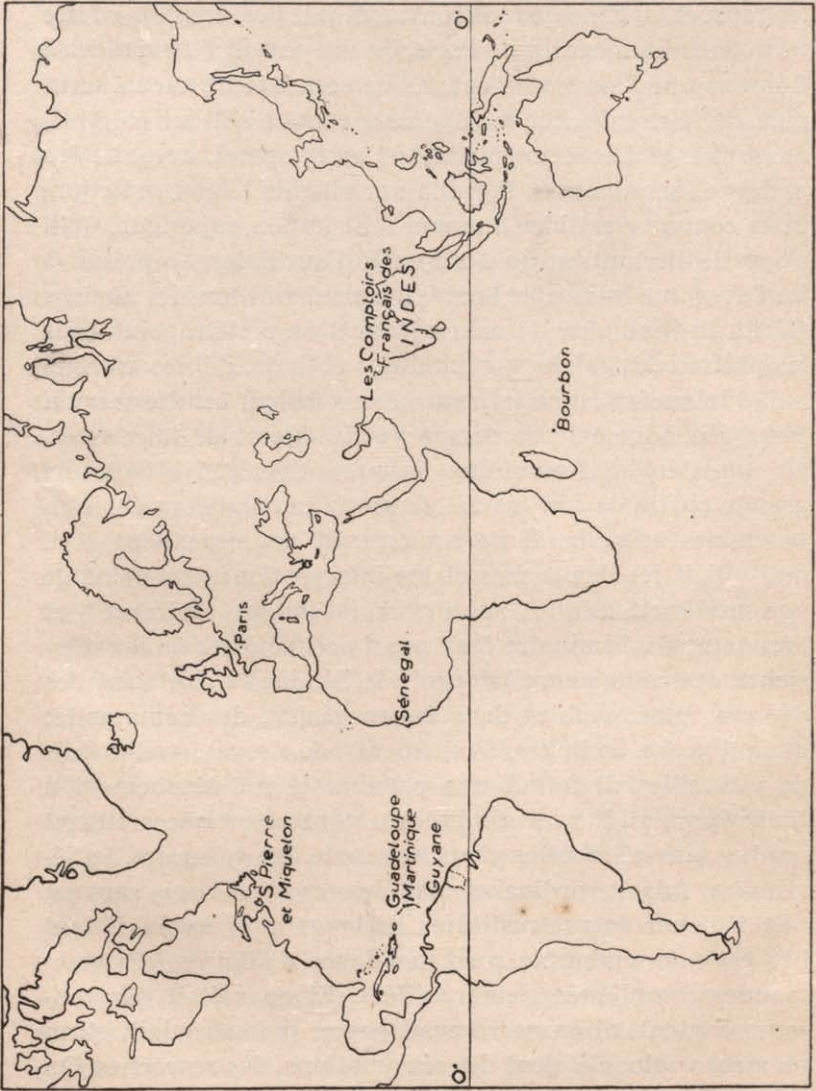 0°
Paris
S Pierre
et Miquelon
Guadeloupe
Martinique
Guyane
Sénégal
Les Comptoirs
Français des
INDES
Bourbon
0°